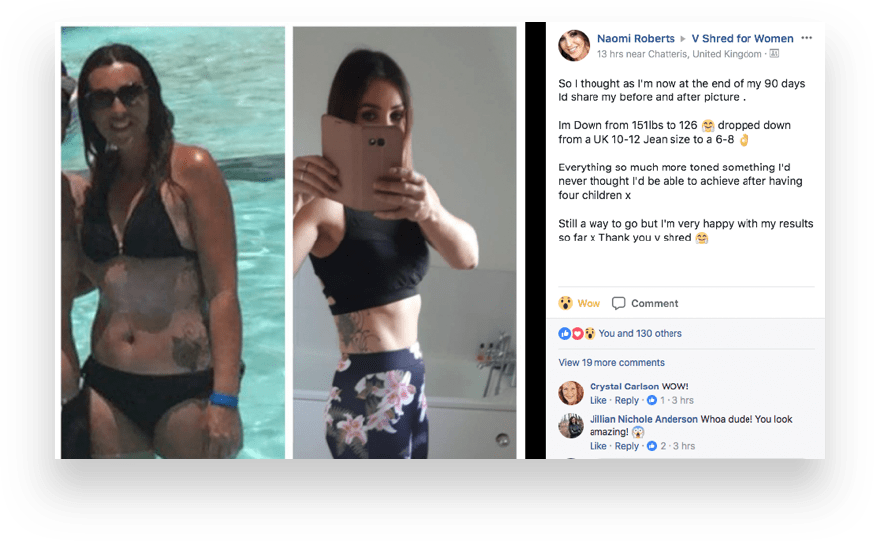 Naomi Roberts ▸ V Shred for Women
13 hrs near Chatteris, United Kingdom ·
So I thought as I'm now at the end of my 90 days
Id share my before and after picture .
Im Down from 151lbs to 126 🤗 dropped down
from a UK 10-12 Jean size to a 6-8 👌
Everything so much more toned something I'd
never thought I'd be able to achieve after having
four children x
Still a way to go but I'm very happy with my results
so far x Thank you v shred 🤗
Wow Comment
You and 130 others
View 19 more comments
Crystal Carlson WOW!
Like · Reply · 1 · 3 hrs
Jillian Nichole Anderson Whoa dude! You look
amazing! 😱
Like · Reply · 2 · 3 hrs